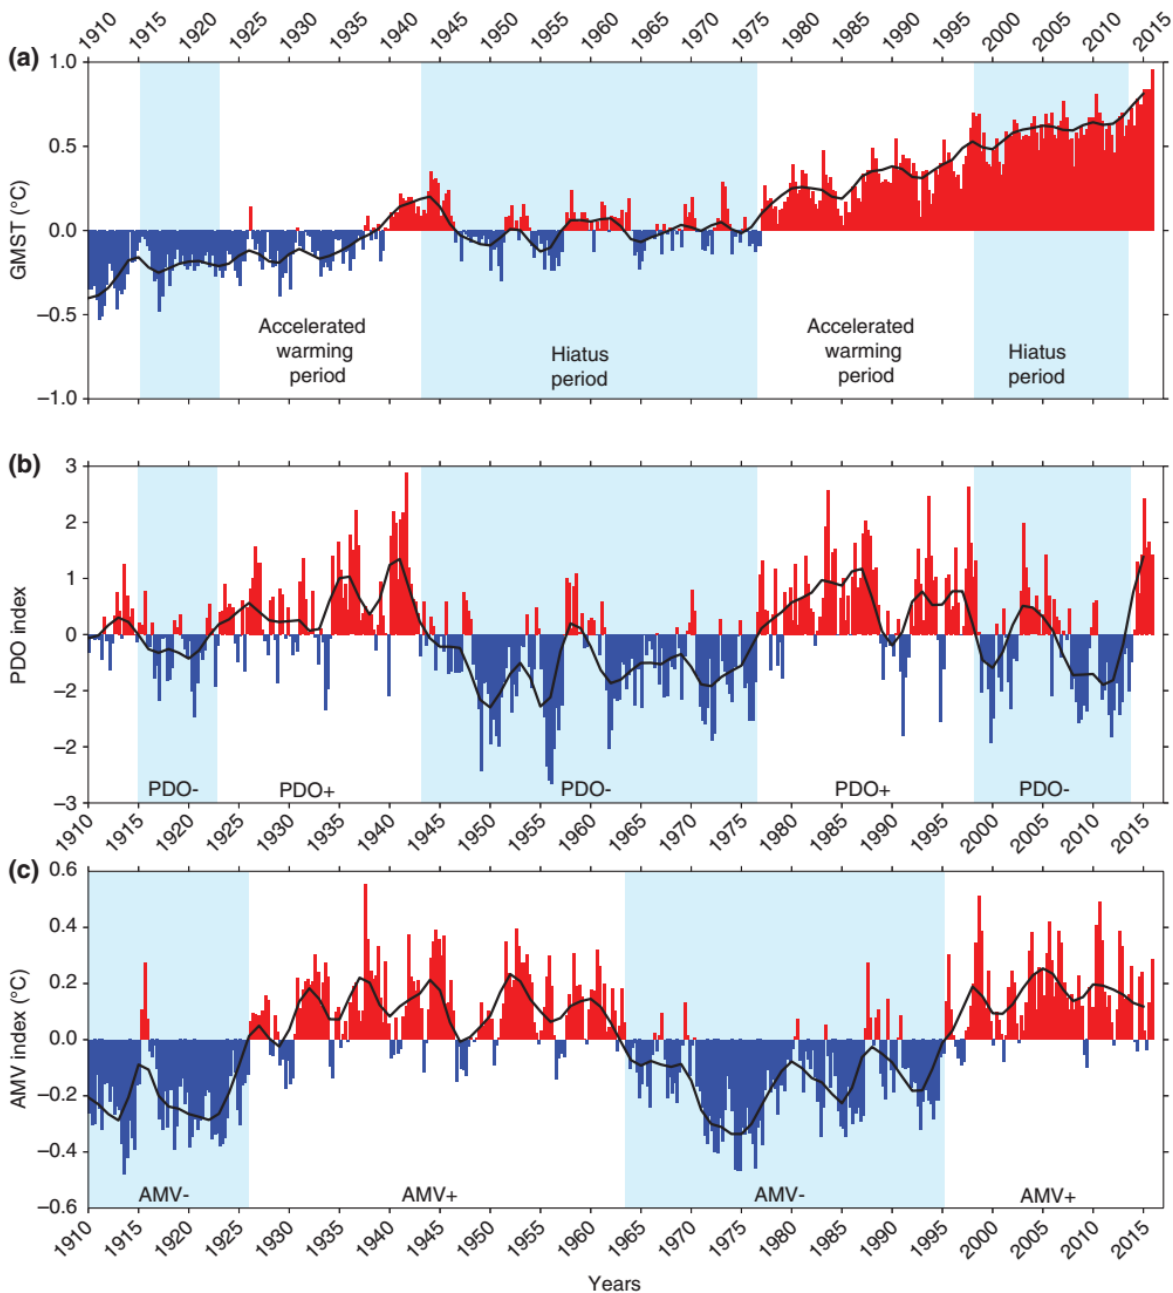 1910 1915 1920 1925 1930 1935 1940 1945 1950 1955 1960 1965 1970 1975 1980 1985 1990 1995 2000 2005 2010 2015
(a)
1.0
0.5
0.0
−0.5
−1.0
GMST (°C)
Accelerated
warming
period
Hiatus
period
Accelerated
warming
period
Hiatus
period
(b)
3
2
1
0
−1
−2
−3
PDO index
PDO- PDO+ PDO- PDO+ PDO-
1910 1915 1920 1925 1930 1935 1940 1945 1950 1955 1960 1965 1970 1975 1980 1985 1990 1995 2000 2005 2010 2015
(c)
0.6
0.4
0.2
0.0
−0.2
−0.4
−0.6
AMV index (°C)
AMV- AMV+ AMV- AMV+
1910 1915 1920 1925 1930 1935 1940 1945 1950 1955 1960 1965 1970 1975 1980 1985 1990 1995 2000 2005 2010 2015
Years